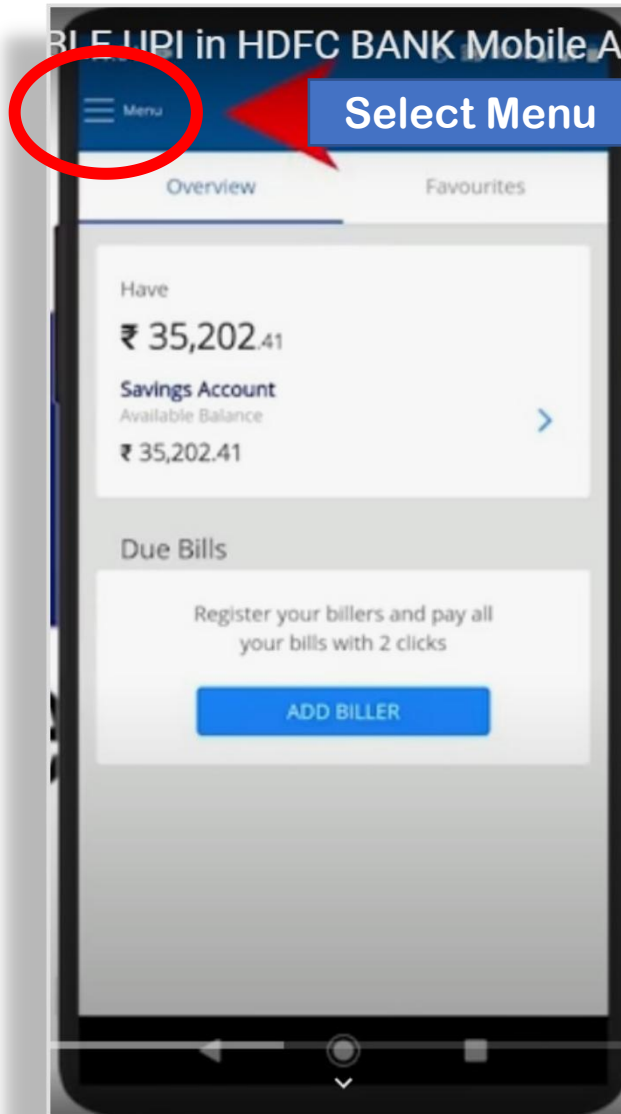 BLE UPI in HDFC BANK Mobile A
Menu
Select Menu
Overview
Favourites
Have
₹ 35,202.41
Savings Account
Available Balance
₹ 35,202.41
Due Bills
Register your billers and pay all
your bills with 2 clicks
ADD BILLER